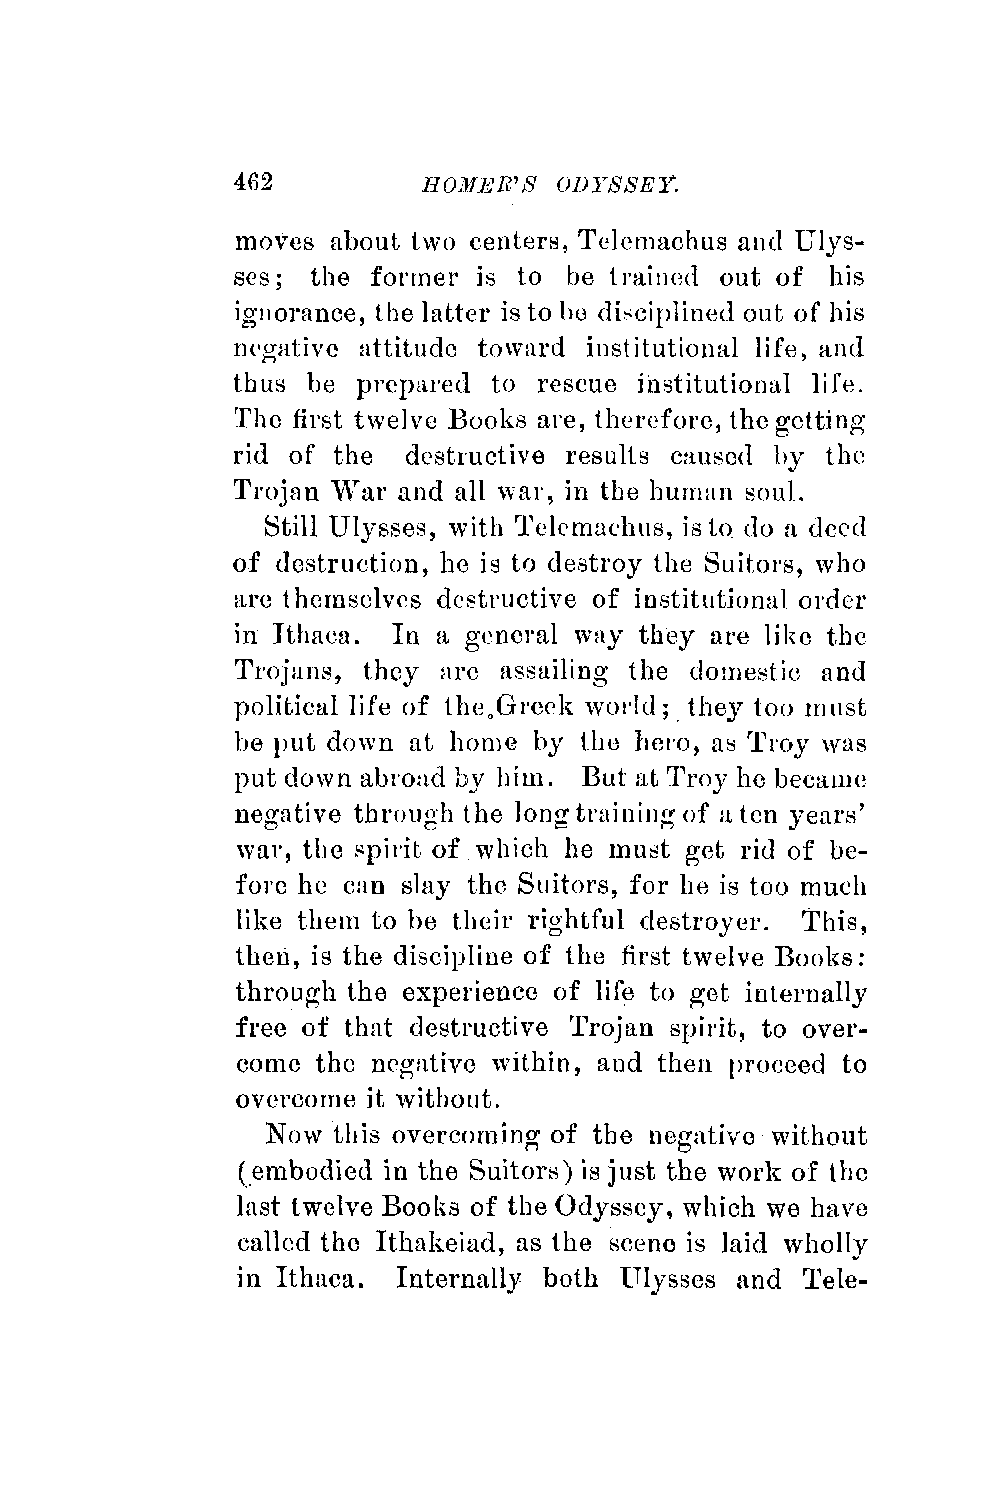 462 HOMER'S ODYSSEY.
moves about two centers, Telemachus and Ulys-
ses; the former is to be trained out of his
ignorance, the latter is to be disciplined out of his
negative attitude toward institutional life, and
thus be prepared to rescue institutional life.
The first twelve Books are, therefore, the getting
rid of the destructive results caused by the
Trojan War and all war, in the human soul.
Still Ulysses, with Telemachus, is to do a deed
of destruction, he is to destroy the Suitors, who
are themselves destructive of institutional order
in Ithaca. In a general way they are like the
Trojans, they are assailing the domestic and
political life of the Greek world; they too must
be put down at home by the hero, as Troy was
put down abroad by him. But at Troy he became
negative through the long training of a ten years'
war, the spirit of which he must get rid of be-
fore he can slay the Suitors, for he is too much
like them to be their rightful destroyer. This,
then, is the discipline of the first twelve Books:
through the experience of life to get internally
free of that destructive Trojan spirit, to over-
come the negative within, and then proceed to
overcome it without.
Now this overcoming of the negative without
(embodied in the Suitors) is just the work of the
last twelve Books of the Odyssey, which we have
called the Ithakeiad, as the scene is laid wholly
in Ithaca. Internally both Ulysses and Tele-